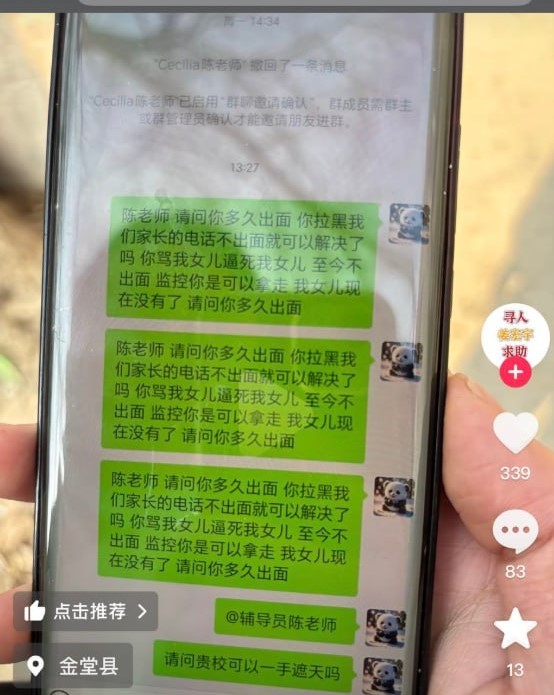 周一 14:34
"Cecilia陈老师" 撤回了一条消息
"Cecilia陈老师"已启用"群聊邀请确认"，群成员需群主
或群管理员确认才能邀请朋友进群。
13:27
陈老师 请问你多久出面 你拉黑我
们家长的电话不出面就可以解决了
吗 你骂我女儿逼死我女儿 至今不
出面 监控你是可以拿走 我女儿现
在没有了 请问你多久出面
陈老师 请问你多久出面 你拉黑我
们家长的电话不出面就可以解决了
吗 你骂我女儿逼死我女儿 至今不
出面 监控你是可以拿走 我女儿现
在没有了 请问你多久出面
陈老师 请问你多久出面 你拉黑我
们家长的电话不出面就可以解决了
吗 你骂我女儿逼死我女儿 至今不
出面 监控你是可以拿走 我女儿现
在没有了 请问你多久出面
@辅导员陈老师
请问贵校可以一手遮天吗
寻人
求助
339
83
13
点击推荐
金堂县